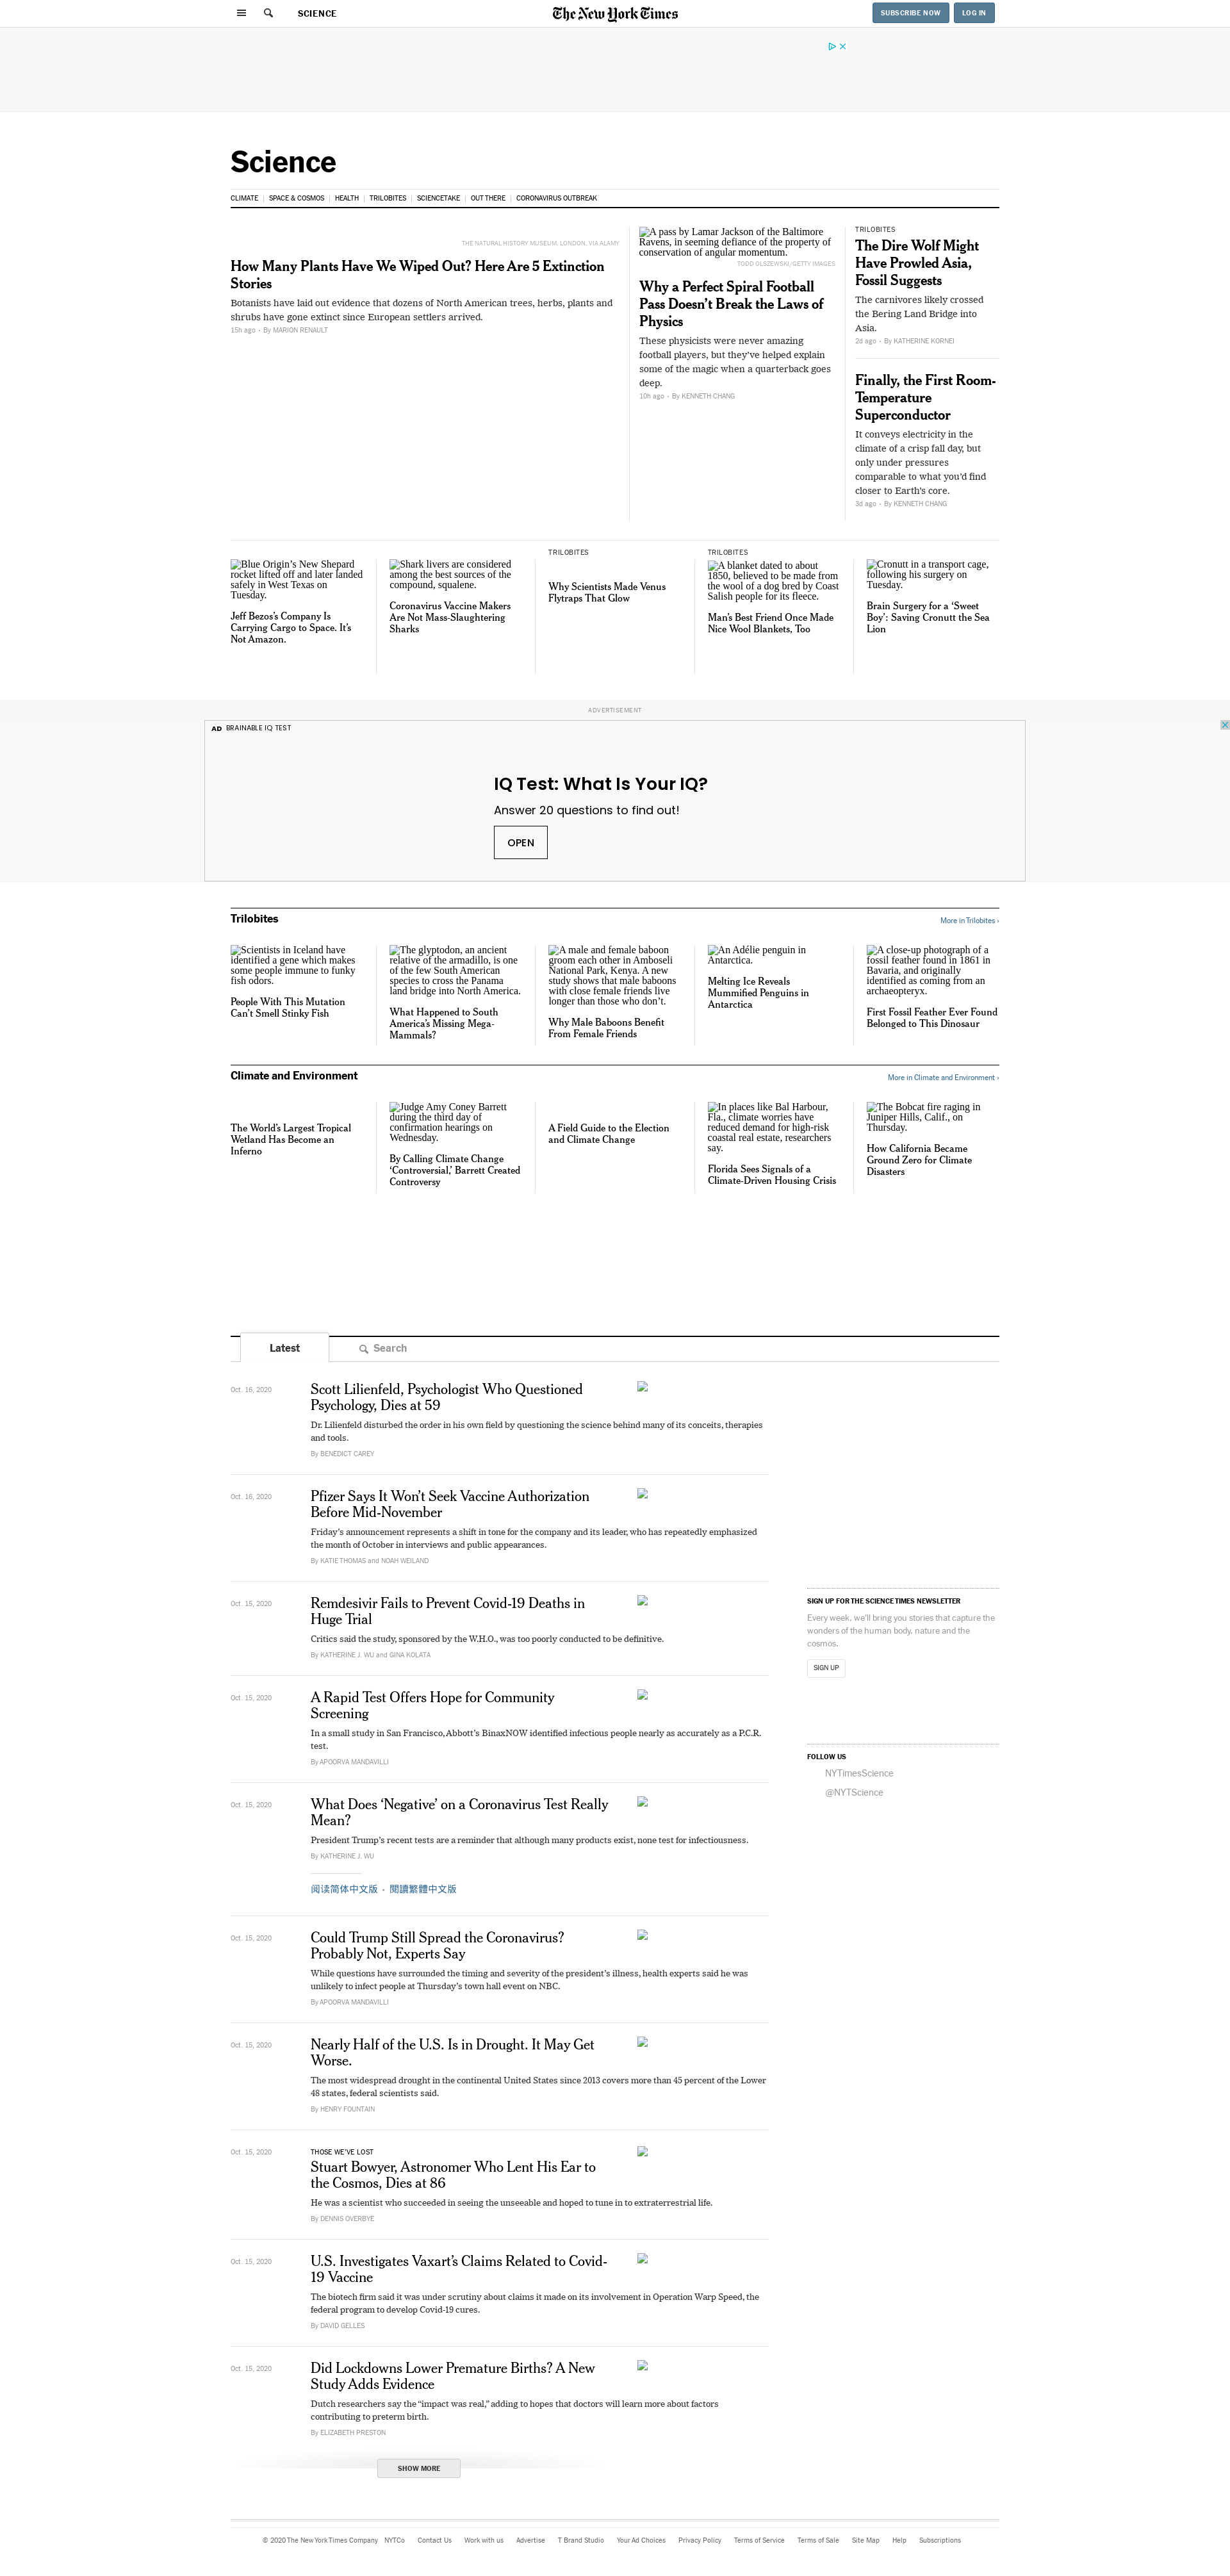 SCIENCE
The New York Times
SUBSCRIBE NOW
LOG IN
Science
CLIMATE
SPACE & COSMOS
HEALTH
TRILOBITES
SCIENCETAKE
OUT THERE
CORONAVIRUS OUTBREAK
THE NATURAL HISTORY MUSEUM, LONDON, VIA ALAMY
How Many Plants Have We Wiped Out? Here Are 5 Extinction
Stories
Botanists have laid out evidence that dozens of North American trees, herbs, plants and
shrubs have gone extinct since European settlers arrived.
15h ago • By MARION RENAULT
A pass by Lamar Jackson of the Baltimore
Ravens, in seeming defiance of the property of
conservation of angular momentum.
TODD OLSZEWSKI/GETTY IMAGES
Why a Perfect Spiral Football
Pass Doesn’t Break the Laws of
Physics
These physicists were never amazing
football players, but they’ve helped explain
some of the magic when a quarterback goes
deep.
10h ago • By KENNETH CHANG
TRILOBITES
The Dire Wolf Might
Have Prowled Asia,
Fossil Suggests
The carnivores likely crossed
the Bering Land Bridge into
Asia.
2d ago • By KATHERINE KORNEI
Finally, the First Room-
Temperature
Superconductor
It conveys electricity in the
climate of a crisp fall day, but
only under pressures
comparable to what you’d find
closer to Earth’s core.
3d ago • By KENNETH CHANG
Blue Origin’s New Shepard
rocket lifted off and later landed
safely in West Texas on
Tuesday.
Jeff Bezos’s Company Is
Carrying Cargo to Space. It’s
Not Amazon.
Shark livers are considered
among the best sources of the
compound, squalene.
Coronavirus Vaccine Makers
Are Not Mass-Slaughtering
Sharks
TRILOBITES
Why Scientists Made Venus
Flytraps That Glow
TRILOBITES
A blanket dated to about
1850, believed to be made from
the wool of a dog bred by Coast
Salish people for its fleece.
Man’s Best Friend Once Made
Nice Wool Blankets, Too
Cronutt in a transport cage,
following his surgery on
Tuesday.
Brain Surgery for a ‘Sweet
Boy’: Saving Cronutt the Sea
Lion
ADVERTISEMENT
AD BRAINABLE IQ TEST
IQ Test: What Is Your IQ?
Answer 20 questions to find out!
OPEN
Trilobites
More in Trilobites ›
Scientists in Iceland have
identified a gene which makes
some people immune to funky
fish odors.
People With This Mutation
Can’t Smell Stinky Fish
The glyptodon, an ancient
relative of the armadillo, is one
of the few South American
species to cross the Panama
land bridge into North America.
What Happened to South
America’s Missing Mega-
Mammals?
A male and female baboon
groom each other in Amboseli
National Park, Kenya. A new
study shows that male baboons
with close female friends live
longer than those who don’t.
Why Male Baboons Benefit
From Female Friends
An Adélie penguin in
Antarctica.
Melting Ice Reveals
Mummified Penguins in
Antarctica
A close-up photograph of a
fossil feather found in 1861 in
Bavaria, and originally
identified as coming from an
archaeopteryx.
First Fossil Feather Ever Found
Belonged to This Dinosaur
Climate and Environment
More in Climate and Environment ›
The World’s Largest Tropical
Wetland Has Become an
Inferno
Judge Amy Coney Barrett
during the third day of
confirmation hearings on
Wednesday.
By Calling Climate Change
‘Controversial,’ Barrett Created
Controversy
A Field Guide to the Election
and Climate Change
In places like Bal Harbour,
Fla., climate worries have
reduced demand for high-risk
coastal real estate, researchers
say.
Florida Sees Signals of a
Climate-Driven Housing Crisis
The Bobcat fire raging in
Juniper Hills, Calif., on
Thursday.
How California Became
Ground Zero for Climate
Disasters
Latest
Search
Oct. 16, 2020
Scott Lilienfeld, Psychologist Who Questioned
Psychology, Dies at 59
Dr. Lilienfeld disturbed the order in his own field by questioning the science behind many of its conceits, therapies
and tools.
By BENEDICT CAREY
Oct. 16, 2020
Pfizer Says It Won’t Seek Vaccine Authorization
Before Mid-November
Friday’s announcement represents a shift in tone for the company and its leader, who has repeatedly emphasized
the month of October in interviews and public appearances.
By KATIE THOMAS and NOAH WEILAND
Oct. 15, 2020
Remdesivir Fails to Prevent Covid-19 Deaths in
Huge Trial
Critics said the study, sponsored by the W.H.O., was too poorly conducted to be definitive.
By KATHERINE J. WU and GINA KOLATA
Oct. 15, 2020
A Rapid Test Offers Hope for Community
Screening
In a small study in San Francisco, Abbott’s BinaxNOW identified infectious people nearly as accurately as a P.C.R.
test.
By APOORVA MANDAVILLI
Oct. 15, 2020
What Does ‘Negative’ on a Coronavirus Test Really
Mean?
President Trump’s recent tests are a reminder that although many products exist, none test for infectiousness.
By KATHERINE J. WU
阅读简体中文版 • 閱讀繁體中文版
Oct. 15, 2020
Could Trump Still Spread the Coronavirus?
Probably Not, Experts Say
While questions have surrounded the timing and severity of the president’s illness, health experts said he was
unlikely to infect people at Thursday’s town hall event on NBC.
By APOORVA MANDAVILLI
Oct. 15, 2020
Nearly Half of the U.S. Is in Drought. It May Get
Worse.
The most widespread drought in the continental United States since 2013 covers more than 45 percent of the Lower
48 states, federal scientists said.
By HENRY FOUNTAIN
Oct. 15, 2020
THOSE WE’VE LOST
Stuart Bowyer, Astronomer Who Lent His Ear to
the Cosmos, Dies at 86
He was a scientist who succeeded in seeing the unseeable and hoped to tune in to extraterrestrial life.
By DENNIS OVERBYE
Oct. 15, 2020
U.S. Investigates Vaxart’s Claims Related to Covid-
19 Vaccine
The biotech firm said it was under scrutiny about claims it made on its involvement in Operation Warp Speed, the
federal program to develop Covid-19 cures.
By DAVID GELLES
Oct. 15, 2020
Did Lockdowns Lower Premature Births? A New
Study Adds Evidence
Dutch researchers say the “impact was real,” adding to hopes that doctors will learn more about factors
contributing to preterm birth.
By ELIZABETH PRESTON
SHOW MORE
SIGN UP FOR THE SCIENCE TIMES NEWSLETTER
Every week, we'll bring you stories that capture the
wonders of the human body, nature and the
cosmos.
SIGN UP
FOLLOW US
NYTimesScience
@NYTScience
© 2020 The New York Times Company
NYTCo
Contact Us
Work with us
Advertise
T Brand Studio
Your Ad Choices
Privacy Policy
Terms of Service
Terms of Sale
Site Map
Help
Subscriptions